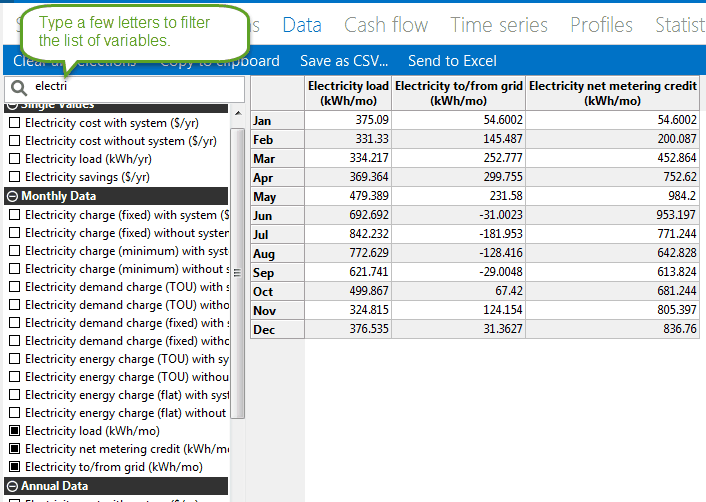 Type a few letters to filter
the list of variables.
Data Cash flow Time series Profiles Statist
Save as CSV... Send to Excel
electri
Single Values
Electricity cost with system ($/yr)
Electricity cost without system ($/yr)
Electricity load (kWh/yr)
Electricity savings ($/yr)
Monthly Data
Electricity charge (fixed) with system ($
Electricity charge (fixed) without system
Electricity charge (minimum) with syst
Electricity charge (minimum) without s
Electricity demand charge (TOU) with s
Electricity demand charge (TOU) witho
Electricity demand charge (fixed) with s
Electricity demand charge (fixed) witho
Electricity energy charge (TOU) with sy
Electricity energy charge (TOU) withou
Electricity energy charge (flat) with syst
Electricity energy charge (flat) without
Electricity load (kWh/mo)
Electricity net metering credit (kWh/m
Electricity to/from grid (kWh/mo)
Annual Data
Electricity load Electricity to/from grid Electricity net metering credit
(kWh/mo) (kWh/mo) (kWh/mo)
Jan 375.09 54.6002 54.6002
Feb 331.33 145.487 200.087
Mar 334.217 252.777 452.864
Apr 369.364 299.755 752.62
May 479.389 231.58 984.2
Jun 692.692 -31.0023 953.197
Jul 842.232 -181.953 771.244
Aug 772.629 -128.416 642.828
Sep 621.741 -29.0048 613.824
Oct 499.867 67.42 681.244
Nov 324.815 124.154 805.397
Dec 376.535 31.3627 836.76